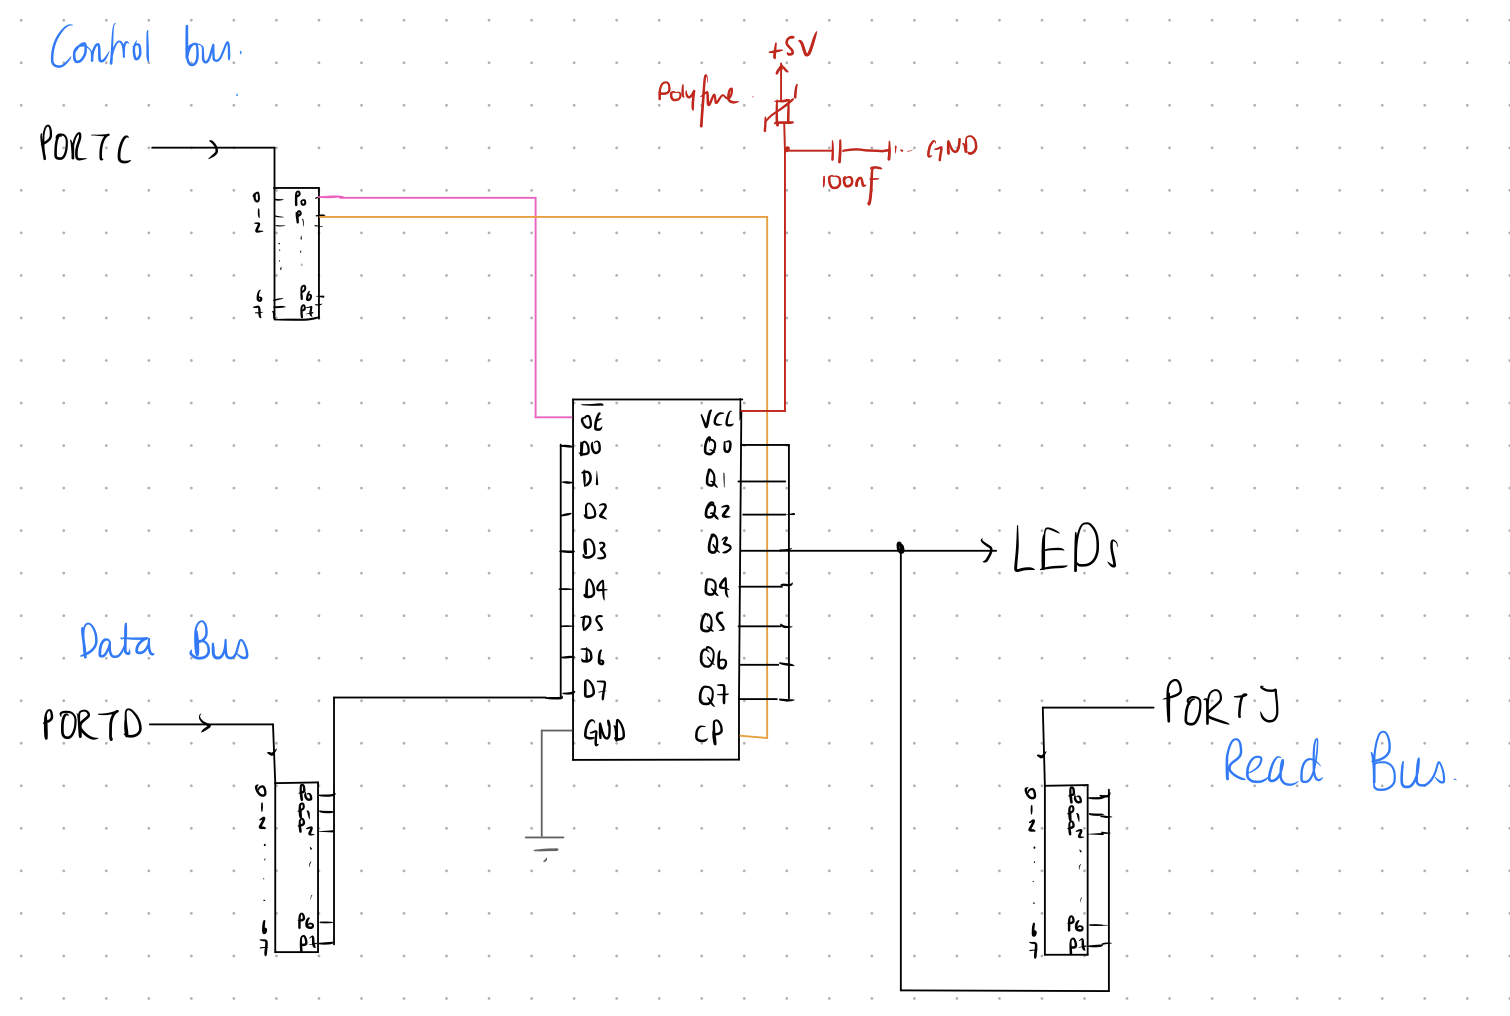 Control bus.
+5V
Polyfuse
PORTC
GND
100nF
0 P0
1 P1
2
6 P6
7 P7
OE VCC
D0 Q0
D1 Q1
D2 Q2
D3 Q3
LEDs
D4 Q4
D5 Q5
D6 Q6
D7 Q7
GND CP
Data Bus
PORTD
0 P0
1 P1
2 P2
6 P6
7 P7
PORTJ
Read Bus.
0 P0
1 P1
2 P2
6 P6
7 P7